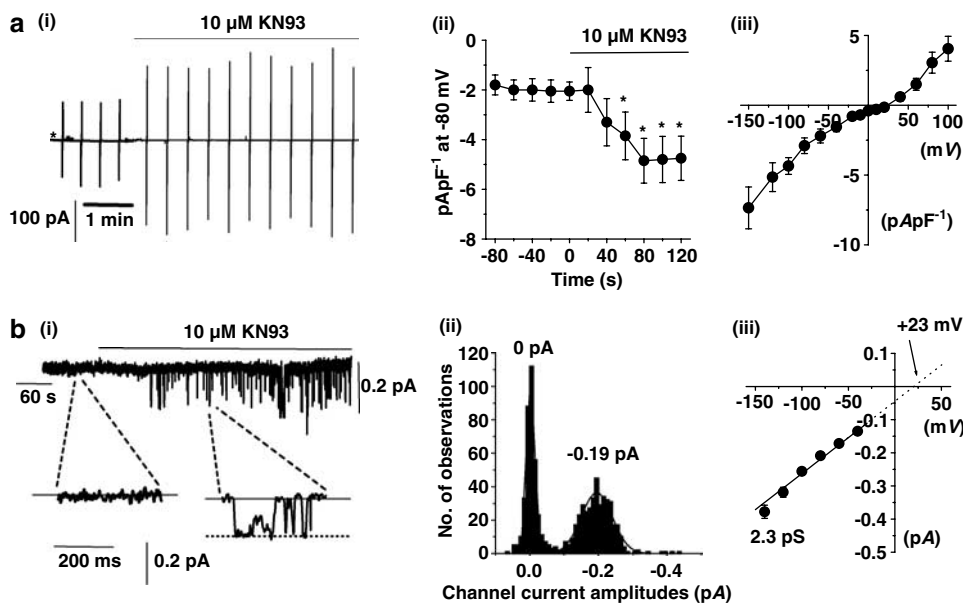 a (i)
10 µM KN93
*
100 pA
1 min
(ii)
10 µM KN93
pApF⁻¹ at -80 mV
0
-2
-4
-6
-8
* * * *
-80 -40 0 40 80 120
Time (s)
(iii)
5
-150 -100 -50 50 100
(mV)
-5
(pApF⁻¹)
-10
b (i)
10 µM KN93
60 s
0.2 pA
200 ms
0.2 pA
(ii)
0 pA
No. of observations
120
100
80
60
40
20
0
-0.19 pA
0.0 -0.2 -0.4
Channel current amplitudes (pA)
(iii)
+23 mV
0.1
-150 -100 -50 50
(mV)
-0.1
-0.2
-0.3
-0.4
2.3 pS
(pA)
-0.5